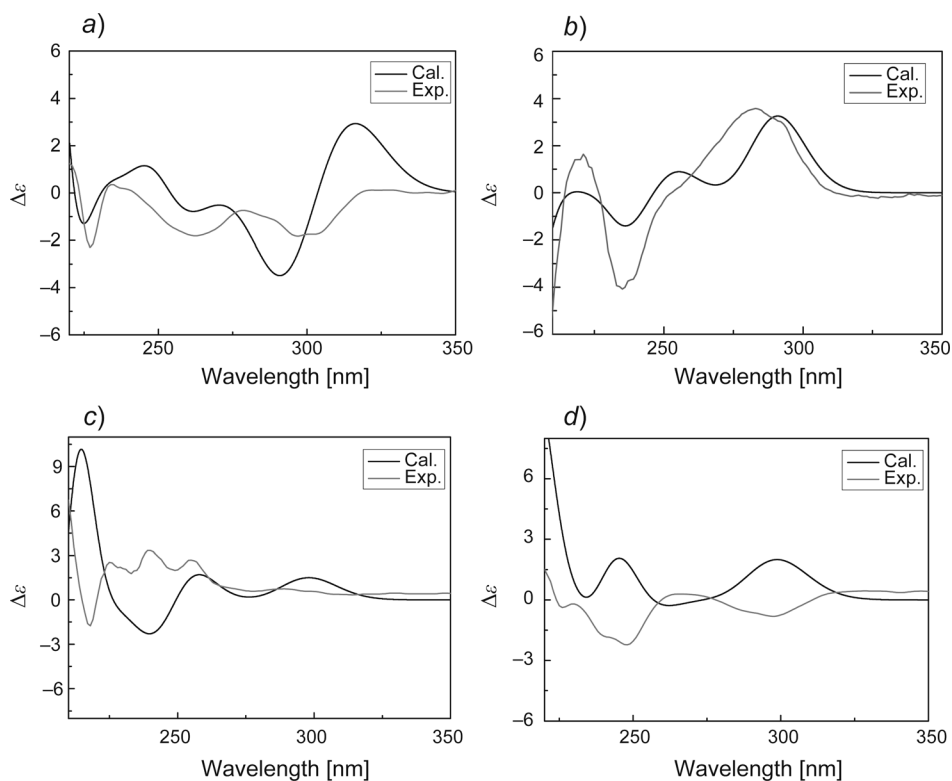 a)
6
4
2
0
–2
–4
–6
Δε
Cal.
Exp.
250
300
350
Wavelength [nm]
b)
6
4
2
0
–2
–4
–6
Δε
Cal.
Exp.
250
300
350
Wavelength [nm]
c)
9
6
3
0
–3
–6
Δε
Cal.
Exp.
250
300
350
Wavelength [nm]
d)
6
3
0
–3
–6
Δε
Cal.
Exp.
250
300
350
Wavelength [nm]